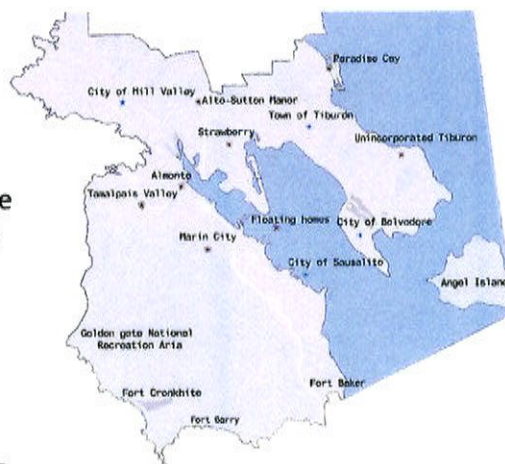 Paradise Cay
City of Mill Valley
Alto-Sutton Manor
Town of Tiburon
Strawberry
Unincorporated Tiburon
Almonte
Tamalpais Valley
Floating homes
City of Belvedere
Marin City
City of Sausalito
Angel Island
Golden gate National
Recreation Aria
Fort Baker
Fort Cronkhite
Fort Barry
e